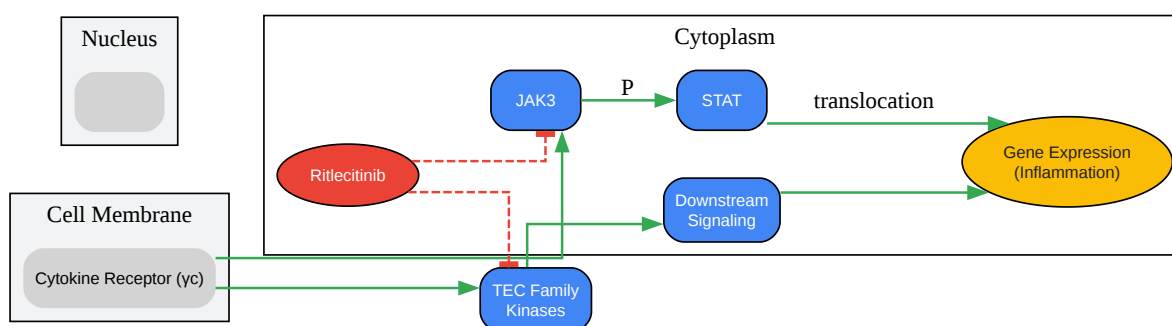 Nucleus
Cytoplasm
JAK3
P
STAT
translocation
Ritlecitinib
Gene Expression
(Inflammation)
Cell Membrane
Downstream
Signaling
Cytokine Receptor (γc)
TEC Family
Kinases